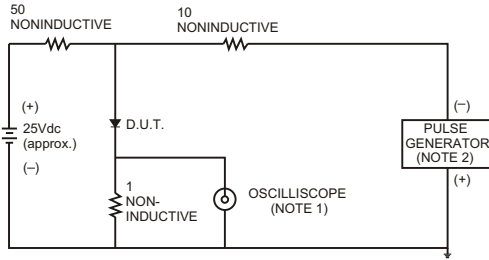 50
NONINDUCTIVE
10
NONINDUCTIVE
(+)
25Vdc
(approx.)
(–)
D.U.T.
1
NON-
INDUCTIVE
OSCILLISCOPE
(NOTE 1)
(–)
PULSE
GENERATOR
(NOTE 2)
(+)